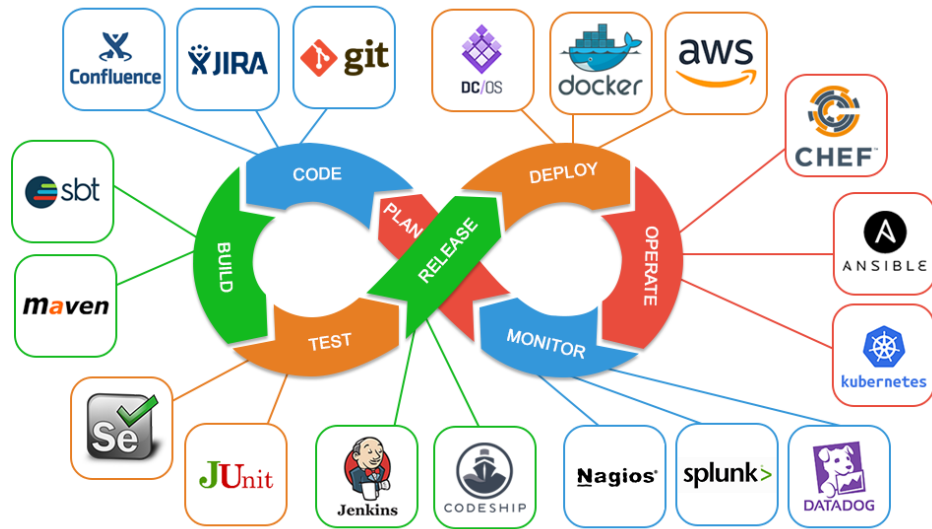 Confluence
JIRA
git
DC/OS
docker
aws
CHEF™
sbt
maven
ANSIBLE
kubernetes
CODE
PLAN
BUILD
TEST
RELEASE
DEPLOY
OPERATE
MONITOR
Se
JUnit
Jenkins
CODESHIP
Nagios®
splunk>
DATADOG